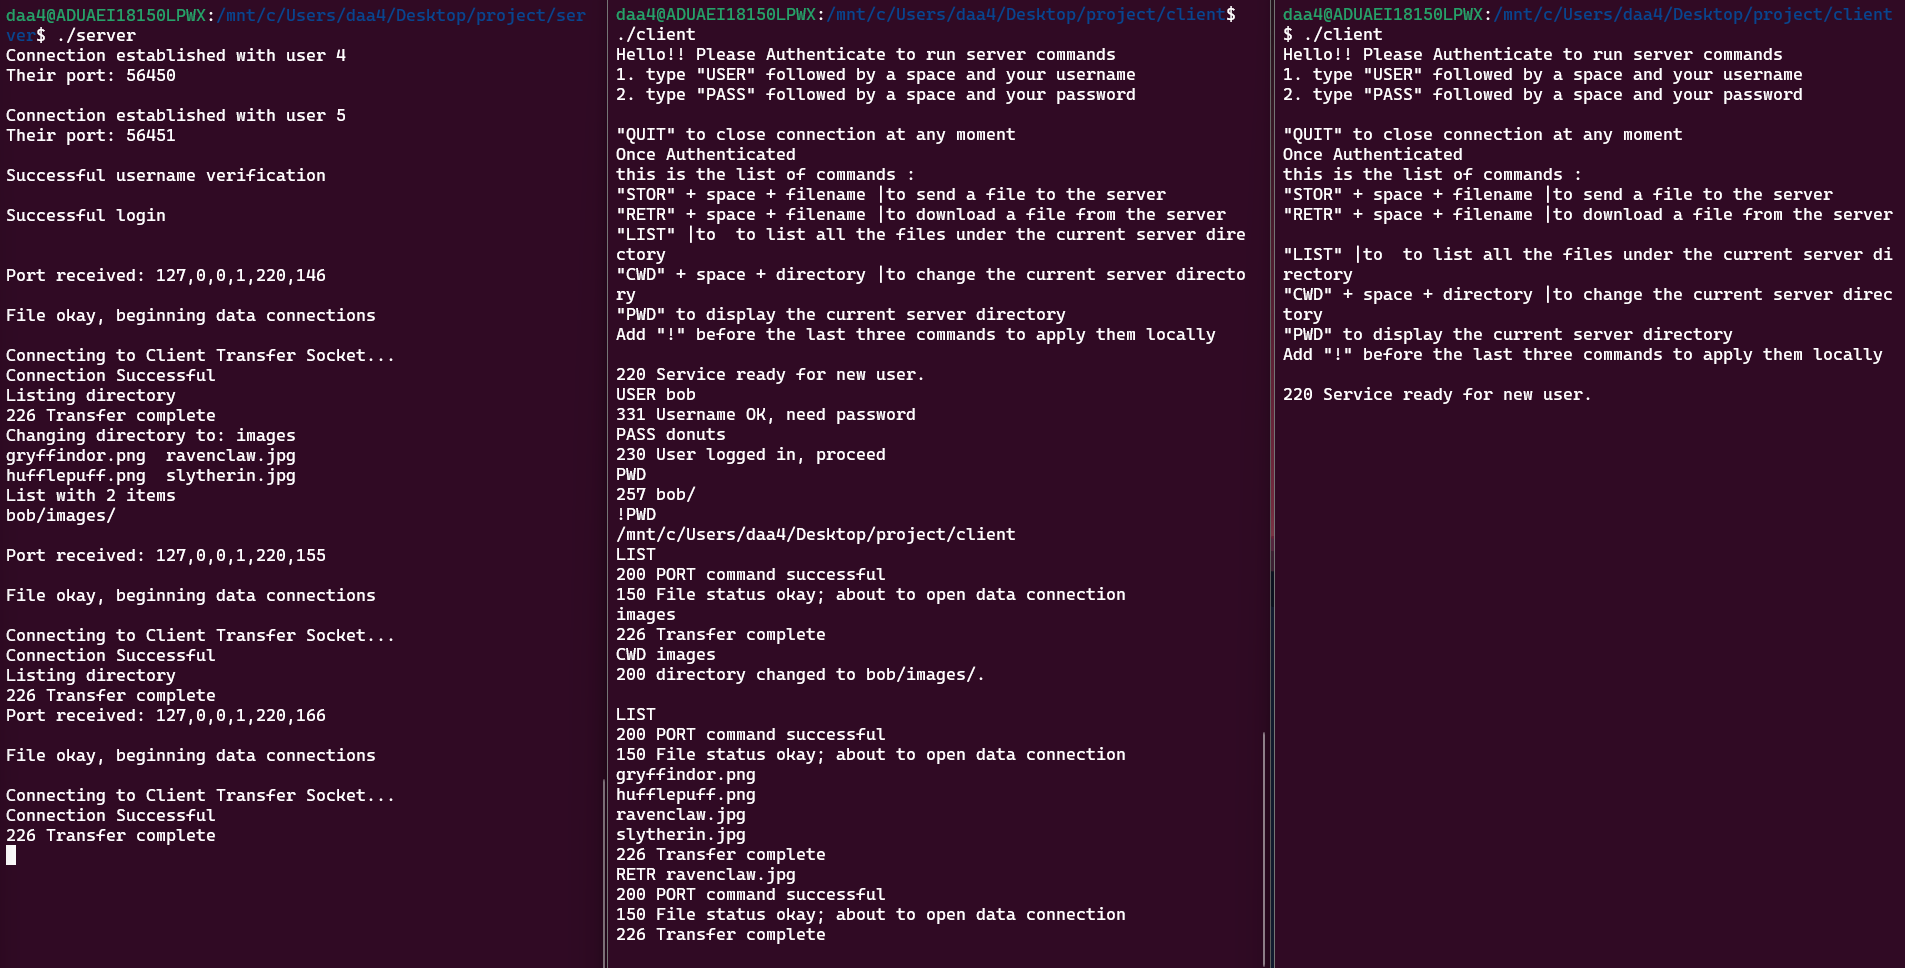 daa4@ADUAEI18150LPWX:/mnt/c/Users/daa4/Desktop/project/ser
ver$ ./server
Connection established with user 4
Their port: 56450
Connection established with user 5
Their port: 56451
Successful username verification
Successful login
Port received: 127,0,0,1,220,146
File okay, beginning data connections
Connecting to Client Transfer Socket...
Connection Successful
Listing directory
226 Transfer complete
Changing directory to: images
gryffindor.png  ravenclaw.jpg
hufflepuff.png  slytherin.jpg
List with 2 items
bob/images/
Port received: 127,0,0,1,220,155
File okay, beginning data connections
Connecting to Client Transfer Socket...
Connection Successful
Listing directory
226 Transfer complete
Port received: 127,0,0,1,220,166
File okay, beginning data connections
Connecting to Client Transfer Socket...
Connection Successful
226 Transfer complete
daa4@ADUAEI18150LPWX:/mnt/c/Users/daa4/Desktop/project/client$
./client
Hello!! Please Authenticate to run server commands
1. type "USER" followed by a space and your username
2. type "PASS" followed by a space and your password
"QUIT" to close connection at any moment
Once Authenticated
this is the list of commands :
"STOR" + space + filename |to send a file to the server
"RETR" + space + filename |to download a file from the server
"LIST" |to  to list all the files under the current server dire
ctory
"CWD" + space + directory |to change the current server directo
ry
"PWD" to display the current server directory
Add "!" before the last three commands to apply them locally
220 Service ready for new user.
USER bob
331 Username OK, need password
PASS donuts
230 User logged in, proceed
PWD
257 bob/
!PWD
/mnt/c/Users/daa4/Desktop/project/client
LIST
200 PORT command successful
150 File status okay; about to open data connection
images
226 Transfer complete
CWD images
200 directory changed to bob/images/.
LIST
200 PORT command successful
150 File status okay; about to open data connection
gryffindor.png
hufflepuff.png
ravenclaw.jpg
slytherin.jpg
226 Transfer complete
RETR ravenclaw.jpg
200 PORT command successful
150 File status okay; about to open data connection
226 Transfer complete
daa4@ADUAEI18150LPWX:/mnt/c/Users/daa4/Desktop/project/client
$ ./client
Hello!! Please Authenticate to run server commands
1. type "USER" followed by a space and your username
2. type "PASS" followed by a space and your password
"QUIT" to close connection at any moment
Once Authenticated
this is the list of commands :
"STOR" + space + filename |to send a file to the server
"RETR" + space + filename |to download a file from the server
"LIST" |to  to list all the files under the current server di
rectory
"CWD" + space + directory |to change the current server direc
tory
"PWD" to display the current server directory
Add "!" before the last three commands to apply them locally
220 Service ready for new user.